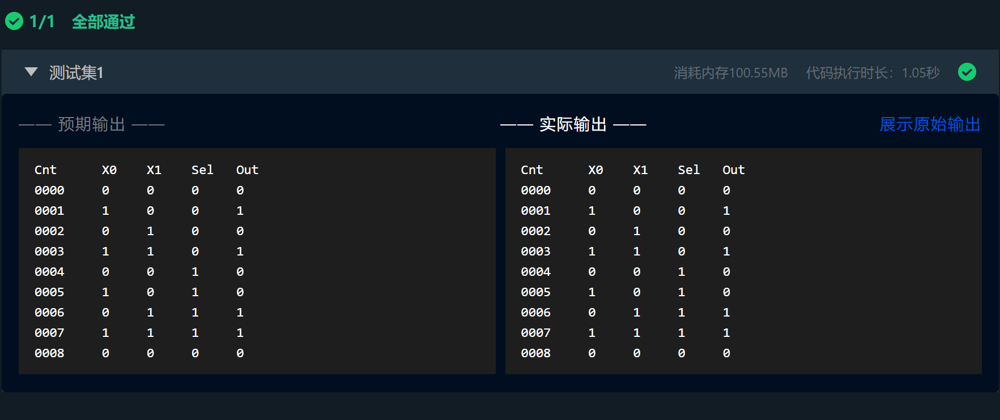 1/1 全部通过
测试集1 消耗内存100.55MB 代码执行时长：1.05秒
—— 预期输出 —— —— 实际输出 —— 展示原始输出
Cnt X0 X1 Sel Out Cnt X0 X1 Sel Out
0000 0 0 0 0 0000 0 0 0 0
0001 1 0 0 1 0001 1 0 0 1
0002 0 1 0 0 0002 0 1 0 0
0003 1 1 0 1 0003 1 1 0 1
0004 0 0 1 0 0004 0 0 1 0
0005 1 0 1 0 0005 1 0 1 0
0006 0 1 1 1 0006 0 1 1 1
0007 1 1 1 1 0007 1 1 1 1
0008 0 0 0 0 0008 0 0 0 0